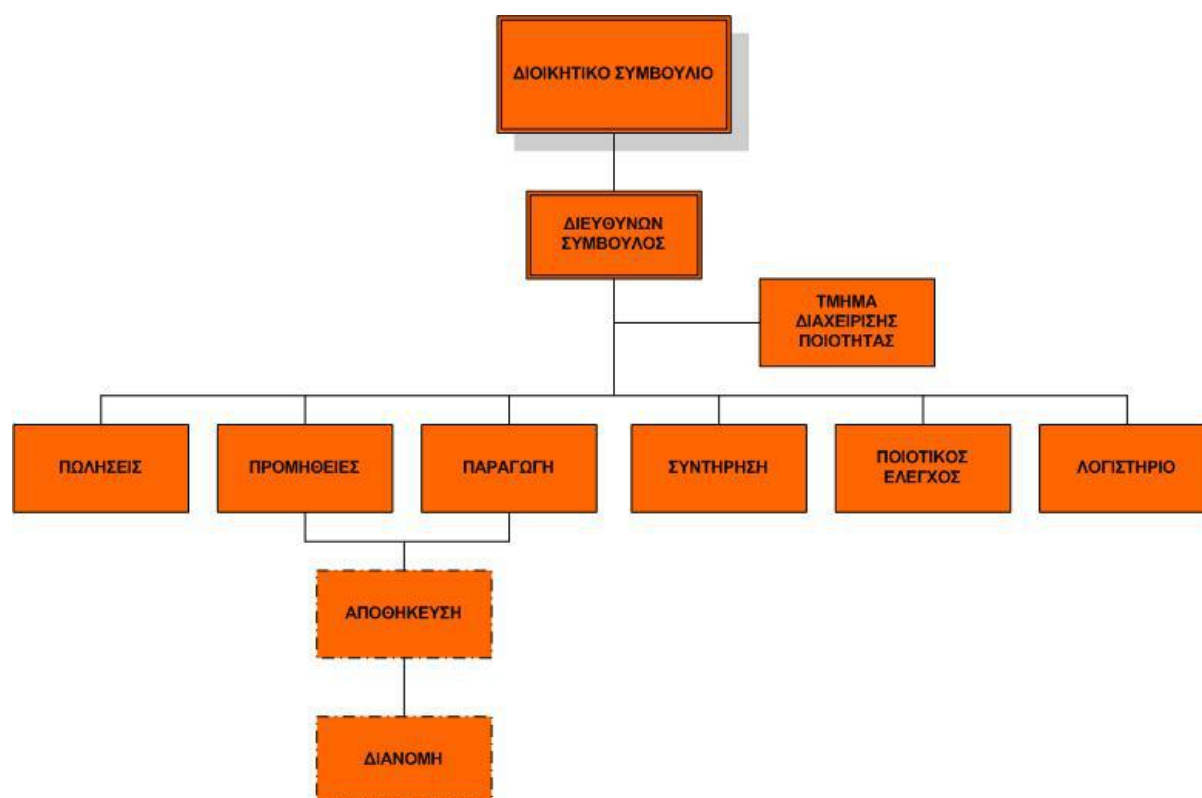 ΔΙΟΙΚΗΤΙΚΟ ΣΥΜΒΟΥΛΙΟ
ΔΙΕΥΘΥΝΩΝ
ΣΥΜΒΟΥΛΟΣ
ΤΜΗΜΑ
ΔΙΑΧΕΙΡΙΣΗΣ
ΠΟΙΟΤΗΤΑΣ
ΠΩΛΗΣΕΙΣ
ΠΡΟΜΗΘΕΙΕΣ
ΠΑΡΑΓΩΓΗ
ΣΥΝΤΗΡΗΣΗ
ΠΟΙΟΤΙΚΟΣ
ΕΛΕΓΧΟΣ
ΛΟΓΙΣΤΗΡΙΟ
ΑΠΟΘΗΚΕΥΣΗ
ΔΙΑΝΟΜΗ